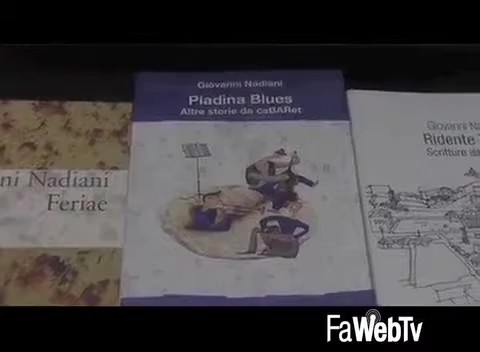 ni Nadiani
Feriae
Giovanni Nadiani
Piadina Blues
Altre storie da caBARet
Giovanni Na
Ridente
Scritture
FaWebTv